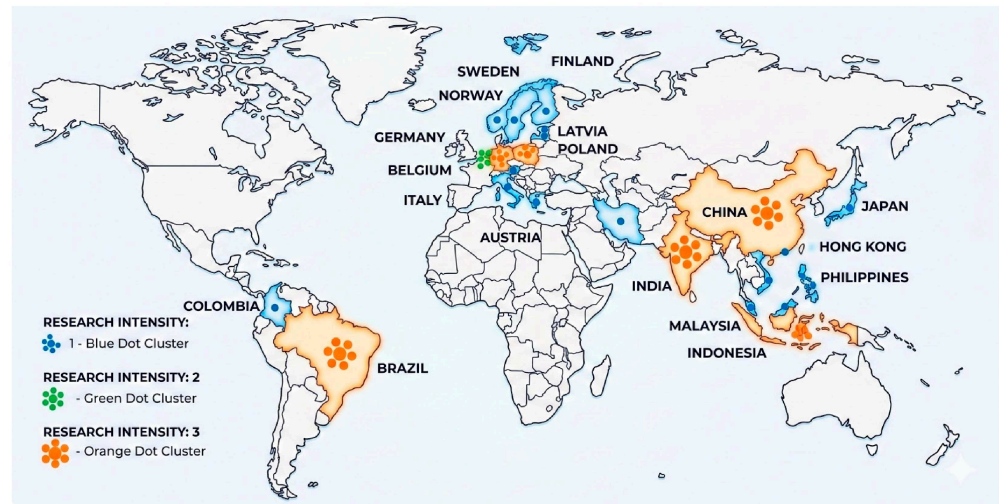 SWEDEN
FINLAND
NORWAY
GERMANY
LATVIA
POLAND
BELGIUM
ITALY
AUSTRIA
CHINA
JAPAN
HONG KONG
INDIA
PHILIPPINES
COLOMBIA
MALAYSIA
INDONESIA
BRAZIL
RESEARCH INTENSITY:
1 - Blue Dot Cluster
RESEARCH INTENSITY: 2
- Green Dot Cluster
RESEARCH INTENSITY: 3
- Orange Dot Cluster